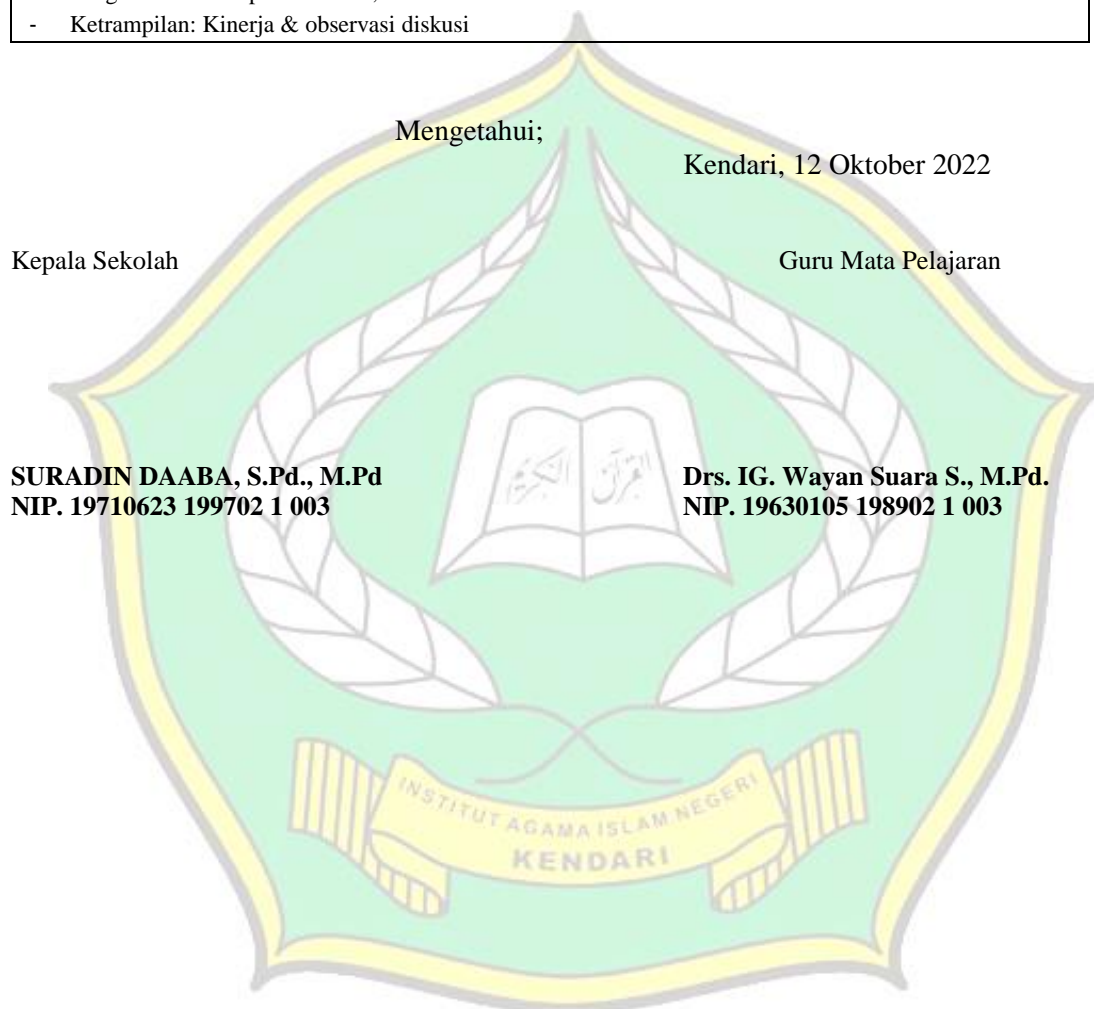 - Ketrampilan: Kinerja & observasi diskusi
Mengetahui;
Kendari, 12 Oktober 2022
Kepala Sekolah
Guru Mata Pelajaran
SURADIN DAABA, S.Pd., M.Pd
NIP. 19710623 199702 1 003
Drs. IG. Wayan Suara S., M.Pd.
NIP. 19630105 198902 1 003
القرآن الكريم
INSTITUT AGAMA ISLAM NEGERI
KENDARI